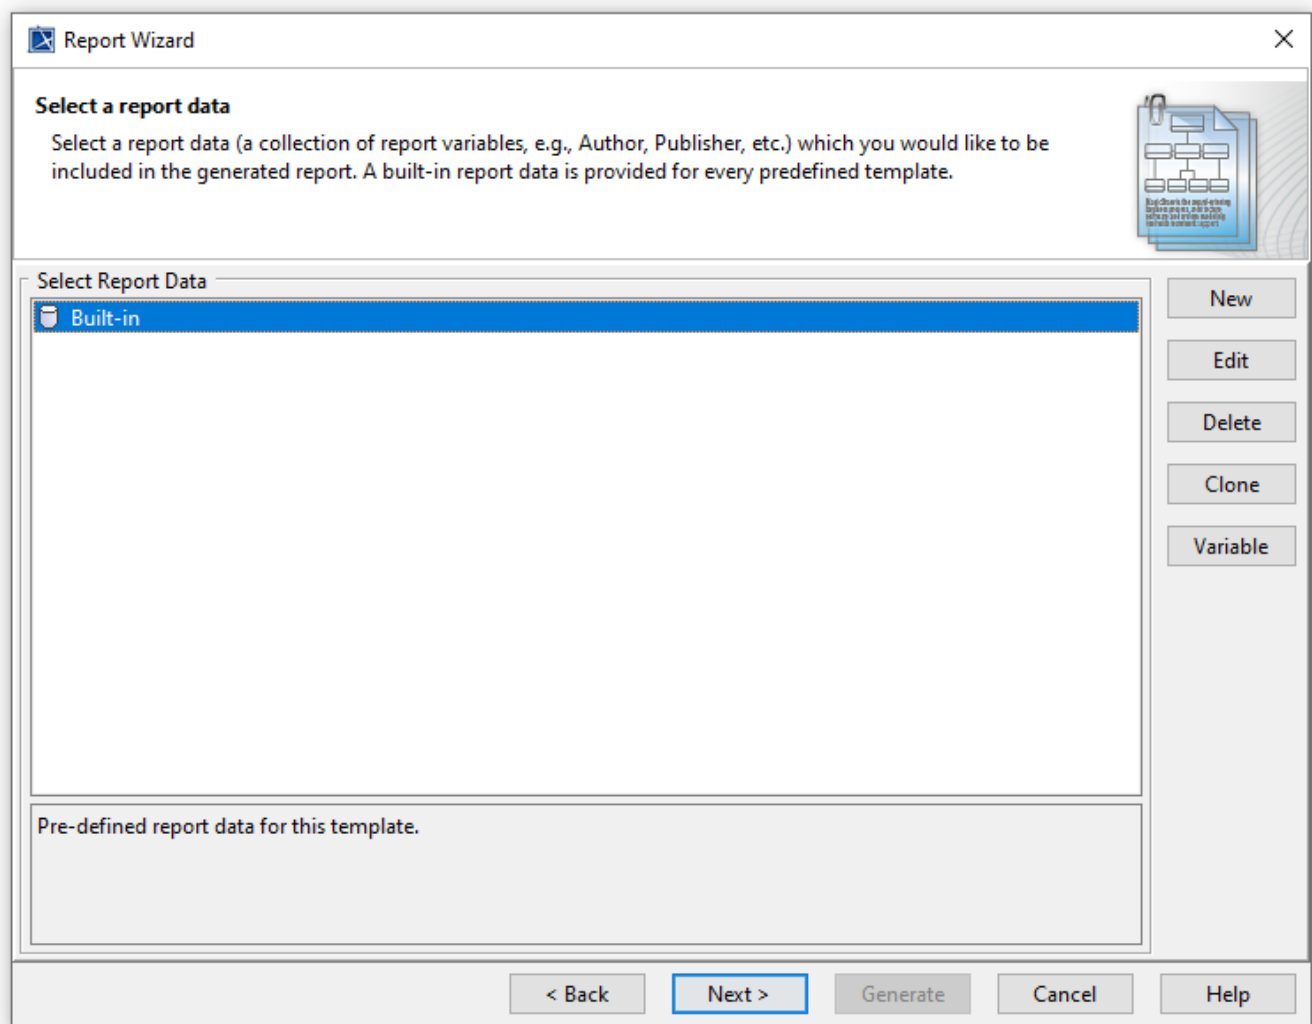 Report Wizard
Select a report data
Select a report data (a collection of report variables, e.g., Author, Publisher, etc.) which you would like to be
included in the generated report. A built-in report data is provided for every predefined template.
Select Report Data
Built-in
New
Edit
Delete
Clone
Variable
Pre-defined report data for this template.
< Back
Next >
Generate
Cancel
Help